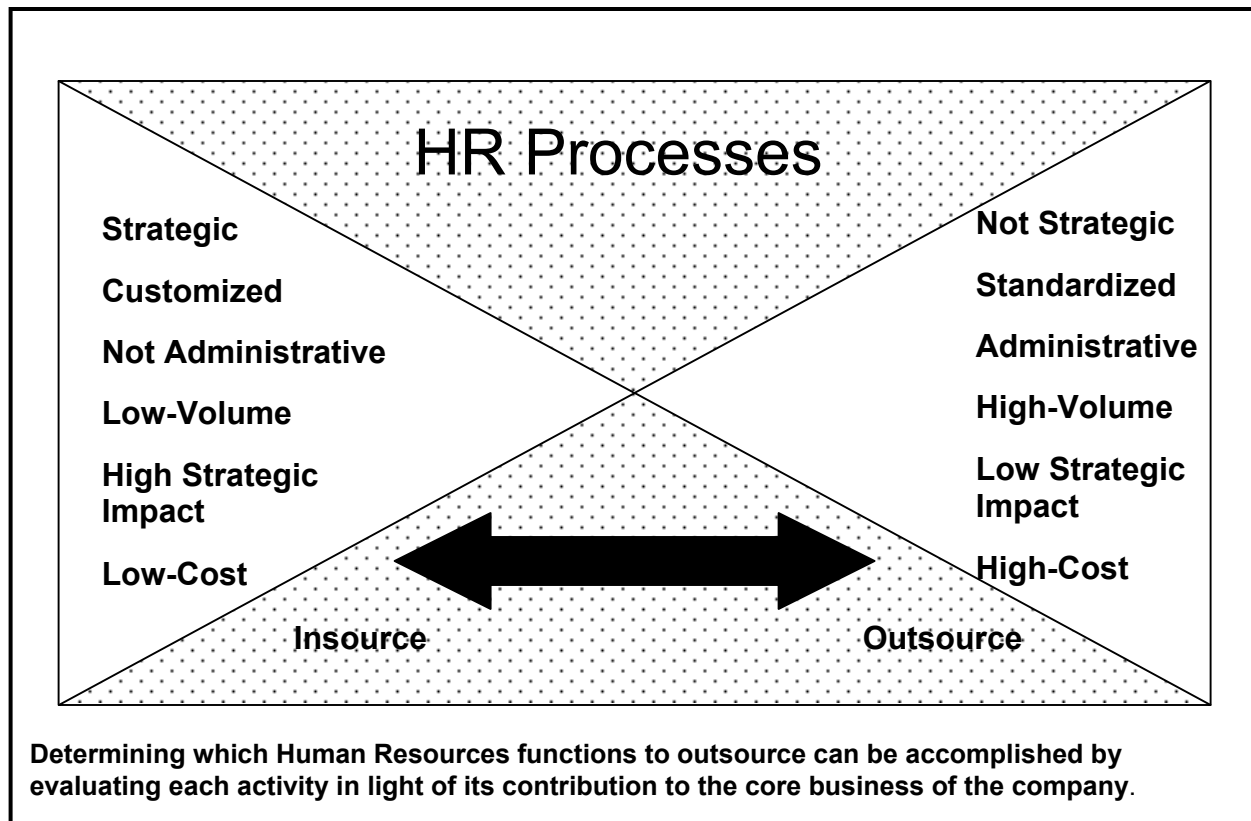 HR Processes
Strategic
Customized
Not Administrative
Low-Volume
High Strategic
Impact
Low-Cost
Not Strategic
Standardized
Administrative
High-Volume
Low Strategic
Impact
High-Cost
Insource
Outsource
Determining which Human Resources functions to outsource can be accomplished by
evaluating each activity in light of its contribution to the core business of the company.